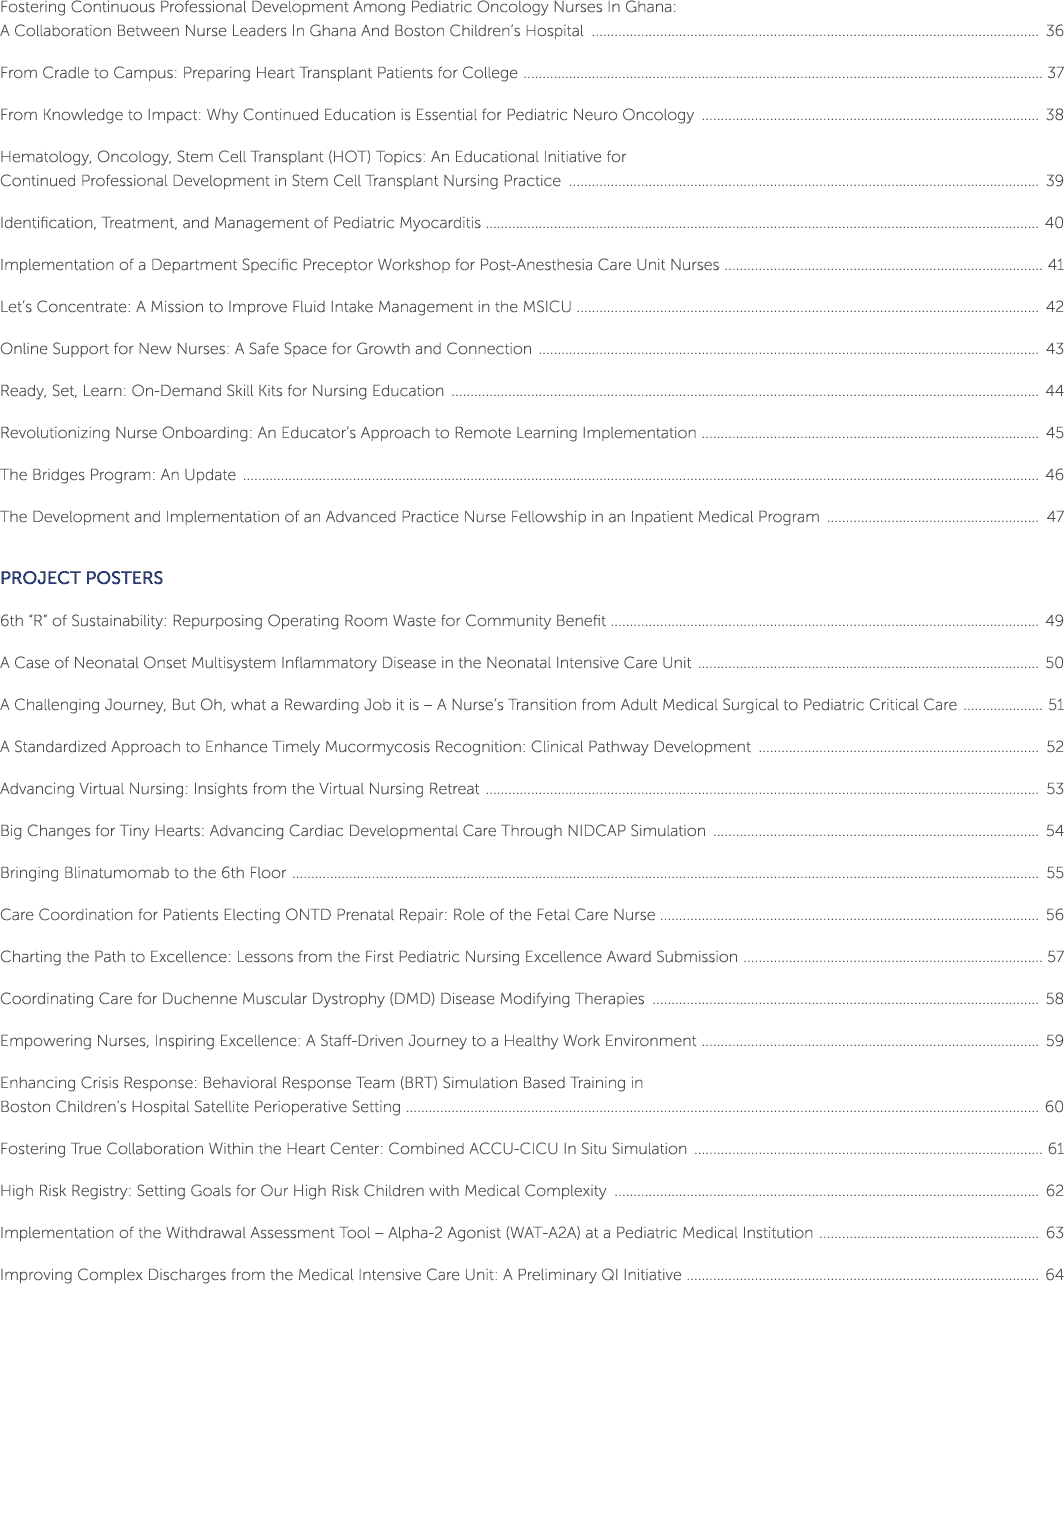 Fostering Continuous Professional Development Among Pediatric Oncology Nurses In Ghana:
A Collaboration Between Nurse Leaders In Ghana And Boston Children's Hospital ........ 36
From Cradle to Campus: Preparing Heart Transplant Patients for College ........ 37
From Knowledge to Impact: Why Continued Education is Essential for Pediatric Neuro Oncology ........ 38
Hematology, Oncology, Stem Cell Transplant (HOT) Topics: An Educational Initiative for
Continued Professional Development in Stem Cell Transplant Nursing Practice ........ 39
Identification, Treatment, and Management of Pediatric Myocarditis ........ 40
Implementation of a Department Specific Preceptor Workshop for Post-Anesthesia Care Unit Nurses ........ 41
Let's Concentrate: A Mission to Improve Fluid Intake Management in the MSICU ........ 42
Online Support for New Nurses: A Safe Space for Growth and Connection ........ 43
Ready, Set, Learn: On-Demand Skill Kits for Nursing Education ........ 44
Revolutionizing Nurse Onboarding: An Educator's Approach to Remote Learning Implementation ........ 45
The Bridges Program: An Update ........ 46
The Development and Implementation of an Advanced Practice Nurse Fellowship in an Inpatient Medical Program ........ 47
PROJECT POSTERS
6th "R" of Sustainability: Repurposing Operating Room Waste for Community Benefit ........ 49
A Case of Neonatal Onset Multisystem Inflammatory Disease in the Neonatal Intensive Care Unit ........ 50
A Challenging Journey, But Oh, what a Rewarding Job it is – A Nurse's Transition from Adult Medical Surgical to Pediatric Critical Care ........ 51
A Standardized Approach to Enhance Timely Mucormycosis Recognition: Clinical Pathway Development ........ 52
Advancing Virtual Nursing: Insights from the Virtual Nursing Retreat ........ 53
Big Changes for Tiny Hearts: Advancing Cardiac Developmental Care Through NIDCAP Simulation ........ 54
Bringing Blinatumomab to the 6th Floor ........ 55
Care Coordination for Patients Electing ONTD Prenatal Repair: Role of the Fetal Care Nurse ........ 56
Charting the Path to Excellence: Lessons from the First Pediatric Nursing Excellence Award Submission ........ 57
Coordinating Care for Duchenne Muscular Dystrophy (DMD) Disease Modifying Therapies ........ 58
Empowering Nurses, Inspiring Excellence: A Staff-Driven Journey to a Healthy Work Environment ........ 59
Enhancing Crisis Response: Behavioral Response Team (BRT) Simulation Based Training in
Boston Children's Hospital Satellite Perioperative Setting ........ 60
Fostering True Collaboration Within the Heart Center: Combined ACCU-CICU In Situ Simulation ........ 61
High Risk Registry: Setting Goals for Our High Risk Children with Medical Complexity ........ 62
Implementation of the Withdrawal Assessment Tool – Alpha-2 Agonist (WAT-A2A) at a Pediatric Medical Institution ........ 63
Improving Complex Discharges from the Medical Intensive Care Unit: A Preliminary QI Initiative ........ 64